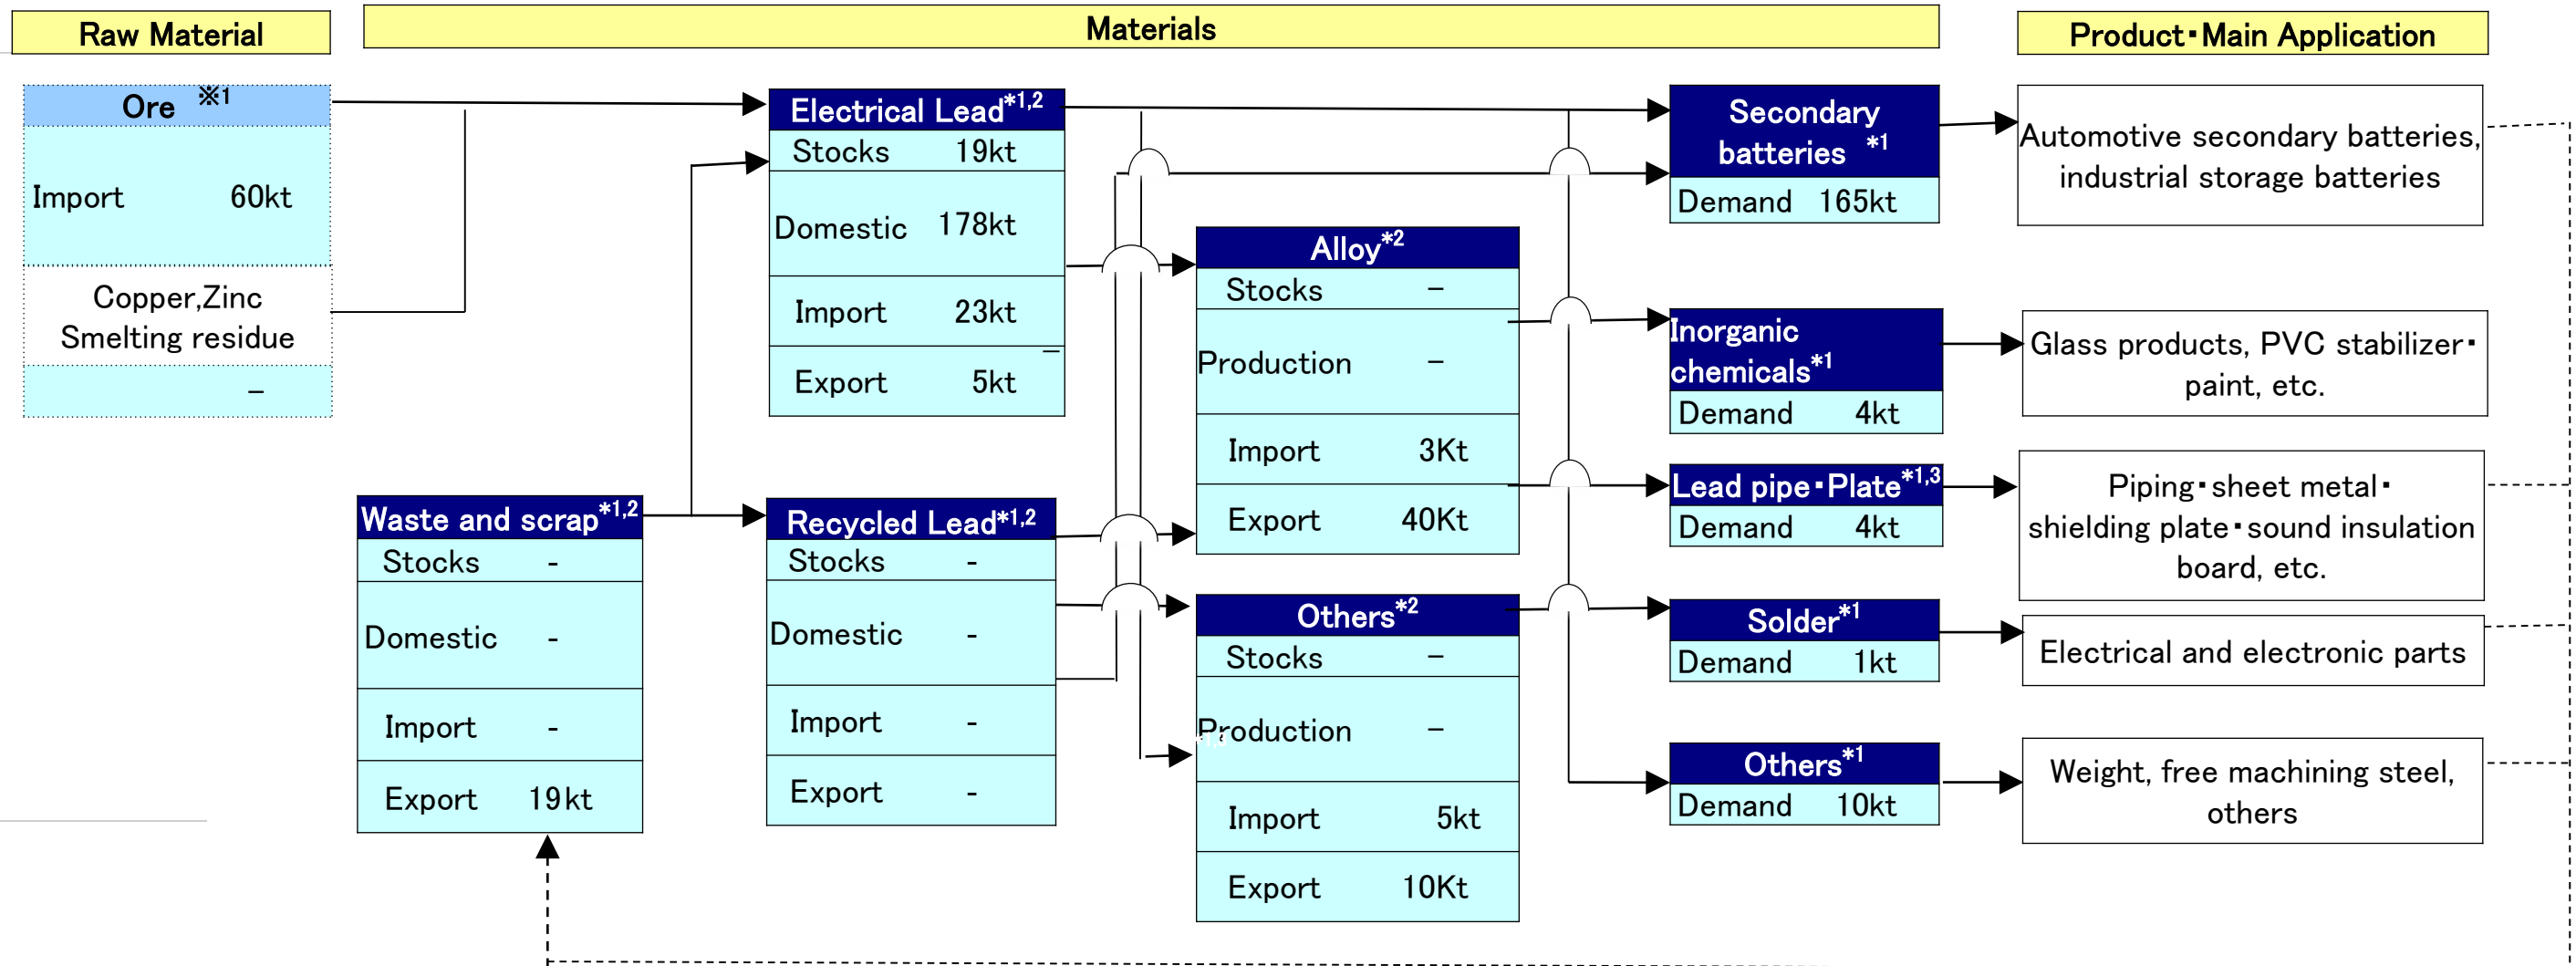 Raw Material
Materials
Product▪Main Application
Ore ※1
Import 60kt
Copper,Zinc
Smelting residue
–
Electrical Lead*1,2
Stocks 19kt
Domestic 178kt
Import 23kt
–
Export 5kt
Waste and scrap*1,2
Stocks -
Domestic -
Import -
Export 19kt
Recycled Lead*1,2
Stocks -
Domestic -
Import -
Export -
Alloy*2
Stocks –
Production –
Import 3Kt
Export 40Kt
Others*2
Stocks –
Production –
*1,3
Import 5kt
Export 10Kt
Secondary
batteries *1
Demand 165kt
Inorganic
chemicals*1
Demand 4kt
Lead pipe▪Plate*1,3
Demand 4kt
Solder*1
Demand 1kt
Others*1
Demand 10kt
Automotive secondary batteries,
industrial storage batteries
Glass products, PVC stabilizer▪
paint, etc.
Piping▪sheet metal▪
shielding plate▪sound insulation
board, etc.
Electrical and electronic parts
Weight, free machining steel,
others